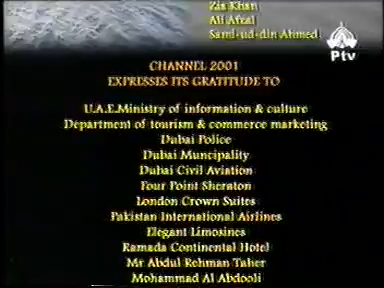 Zia Khan
Ali Afzal
Sami-ud-din Ahmed
Ptv
CHANNEL 2001
EXPRESSES ITS GRATITUDE TO
U.A.E.Ministry of information & culture
Department of tourism & commerce marketing
Dubai Police
Dubai Muncipality
Dubai Civil Aviation
Four Point Sheraton
London Crown Suites
Pakistan International Airlines
Elegant Limosines
Ramada Continental Hotel
Mr Abdul Rehman Taher
Mohammad Al Abdooli